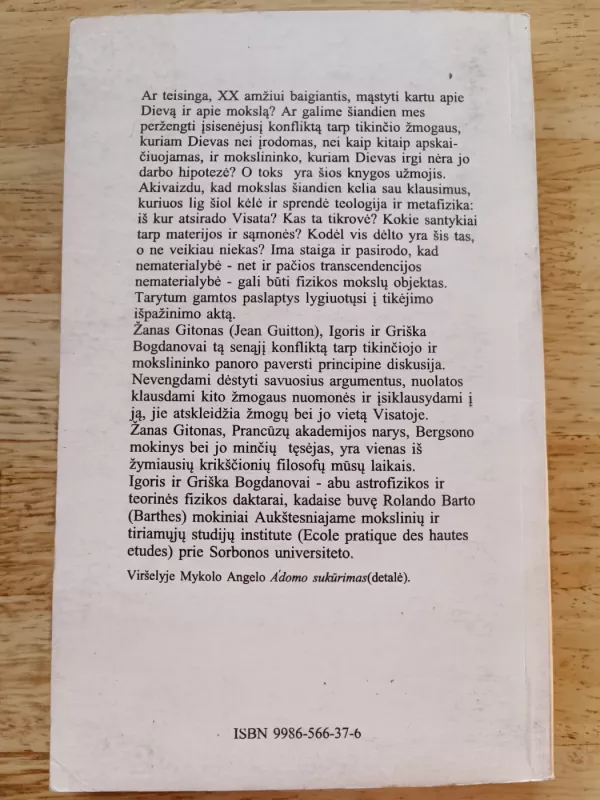 Ar teisinga, XX amžiui baigiantis, mąstyti kartu apie
Dievą ir apie mokslą? Ar galime šiandien mes
peržengti įsisenėjusį konfliktą tarp tikinčio žmogaus,
kuriam Dievas nei įrodomas, nei kaip kitaip apskai-
čiuojamas, ir mokslininko, kuriam Dievas irgi nėra jo
darbo hipotezė? O toks yra šios knygos užmojis.
Akivaizdu, kad mokslas šiandien kelia sau klausimus,
kuriuos lig šiol kėlė ir sprendė teologija ir metafizika:
iš kur atsirado Visata? Kas ta tikrovė? Kokie santykiai
tarp materijos ir sąmonės? Kodėl vis dėlto yra šis tas,
o ne veikiau niekas? Ima staiga ir pasirodo, kad
nematerialybė - net ir pačios transcendencijos
nematerialybė - gali būti fizikos mokslų objektas.
Tarytum gamtos paslaptys lygiuotųsi į tikėjimo
išpažinimo aktą.
Žanas Gitonas (Jean Guitton), Igoris ir Griška
Bogdanovai tą senąjį konfliktą tarp tikinčiojo ir
mokslininko panoro paversti principine diskusija.
Nevengdami dėstyti savuosius argumentus, nuolatos
klausdami kito žmogaus nuomonės ir įsiklausydami į
ją, jie atskleidžia žmogų bei jo vietą Visatoje.
Žanas Gitonas, Prancūzų akademijos narys, Bergsono
mokinys bei jo minčių tęsėjas, yra vienas iš
žymiausių krikščionių filosofų mūsų laikais.
Igoris ir Griška Bogdanovai - abu astrofizikos ir
teorinės fizikos daktarai, kadaise buvę Rolando Barto
(Barthes) mokiniai Aukštesniajame mokslinių ir
tiriamųjų studijų institute (Ecole pratique des hautes
etudes) prie Sorbonos universiteto.
Viršelyje Mykolo Angelo Adomo sukūrimas(detalė).
ISBN 9986-566-37-6